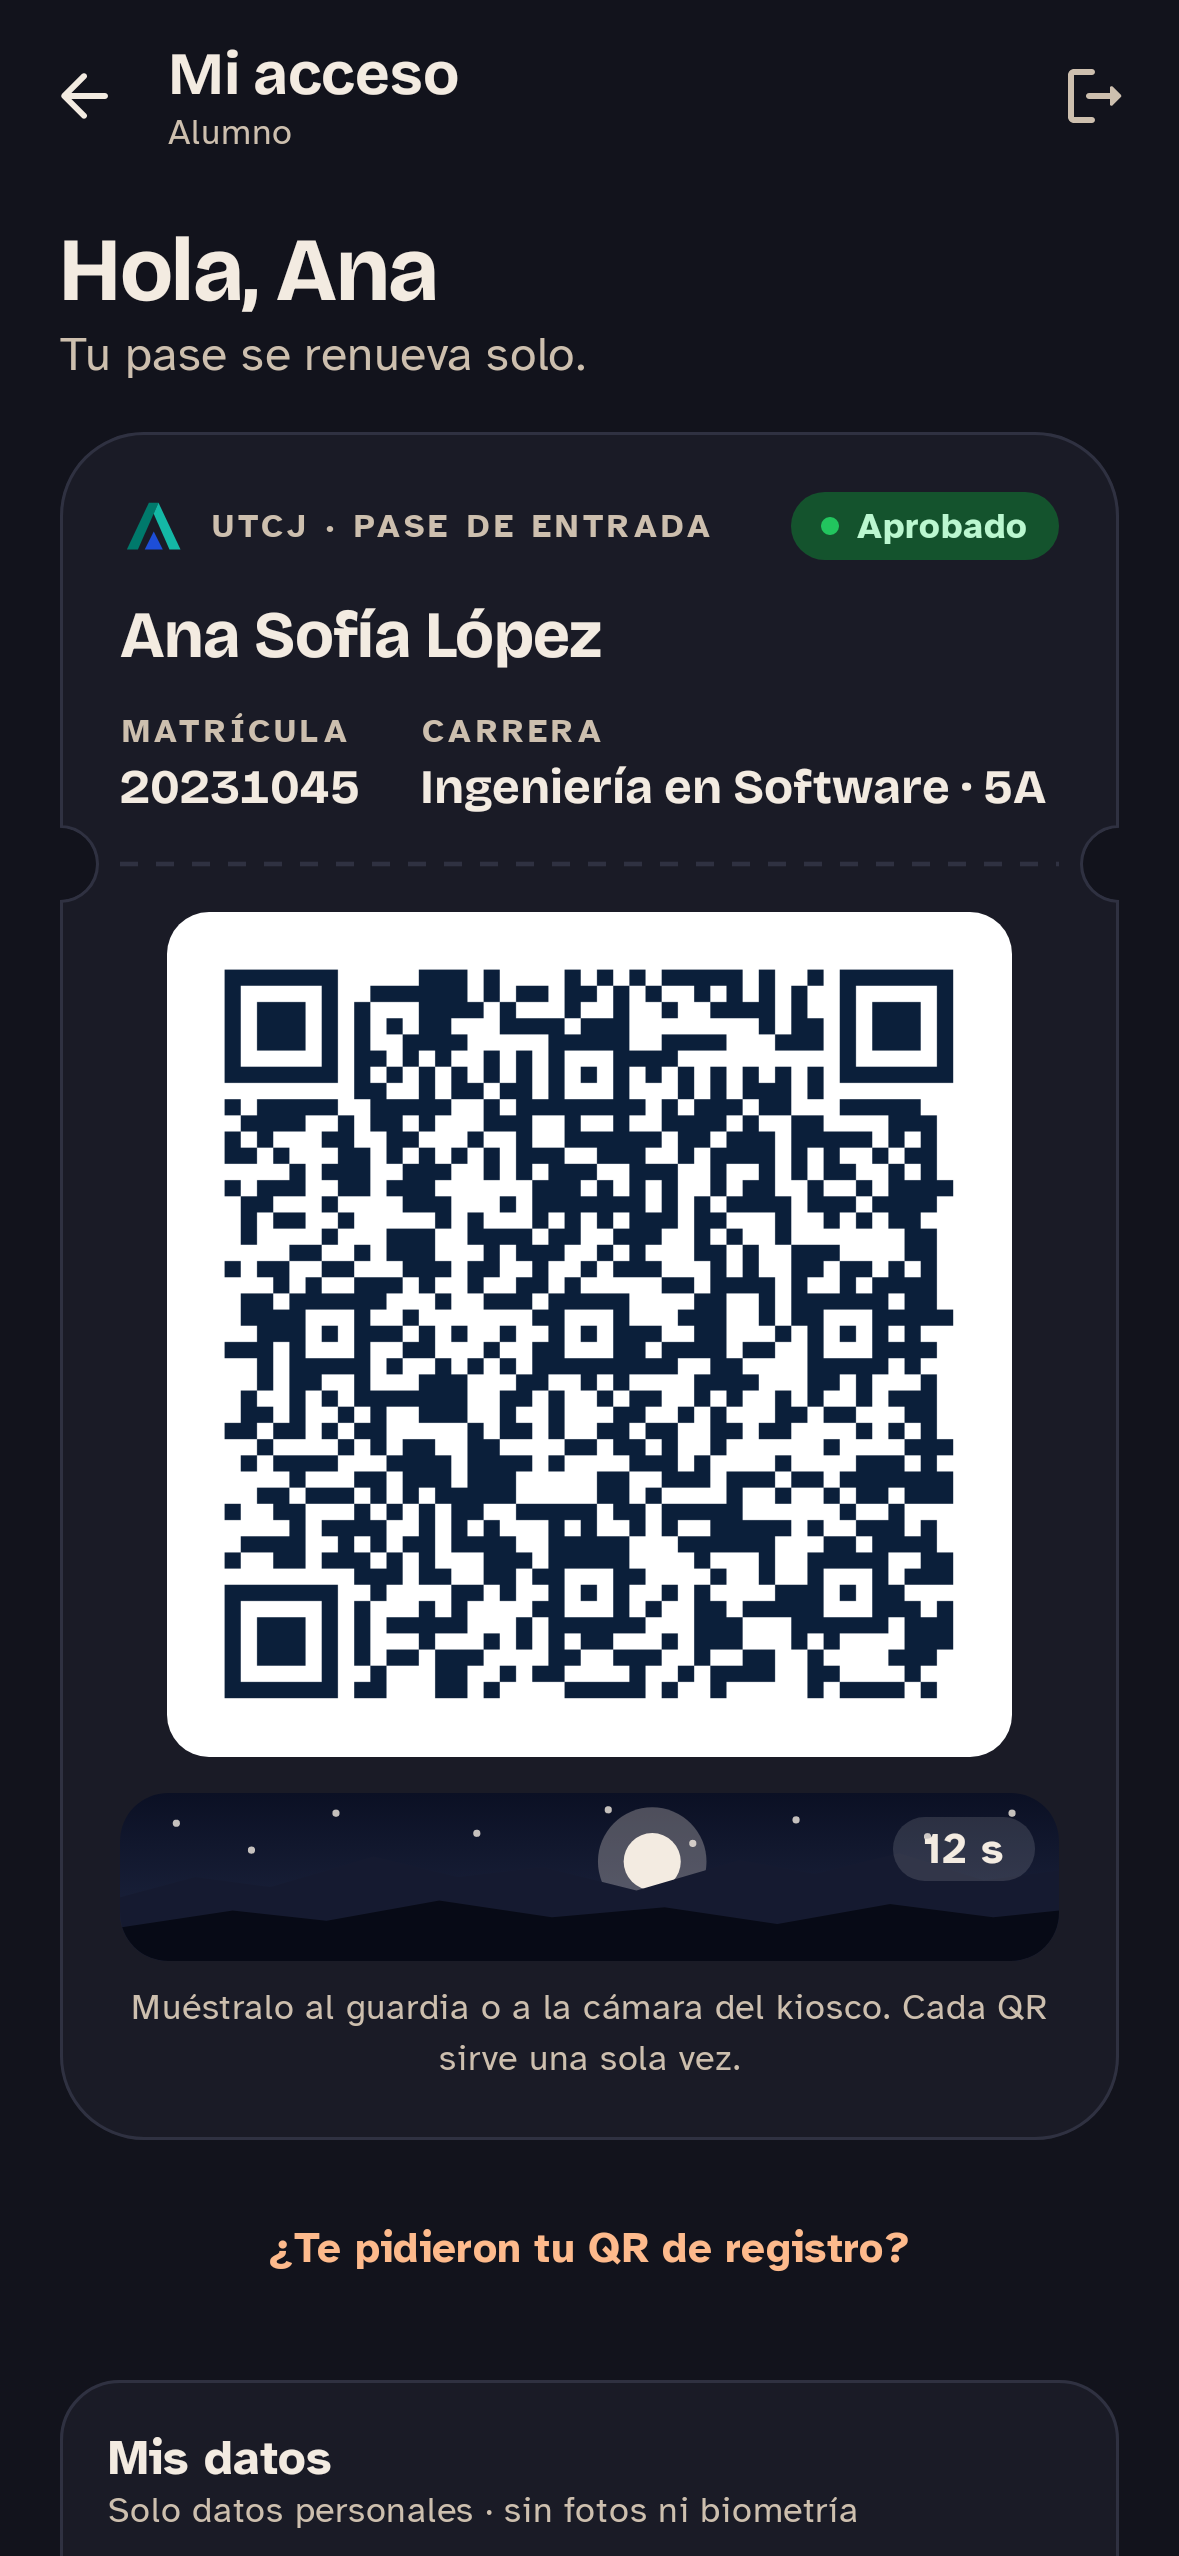 Mi acceso
Alumno
Hola, Ana
Tu pase se renueva solo.
UTCJ · PASE DE ENTRADA
Aprobado
Ana Sofía López
MATRÍCULA CARRERA
20231045 Ingeniería en Software · 5A
12 s
Muéstralo al guardia o a la cámara del kiosco. Cada QR
sirve una sola vez.
¿Te pidieron tu QR de registro?
Mis datos
Solo datos personales · sin fotos ni biometría